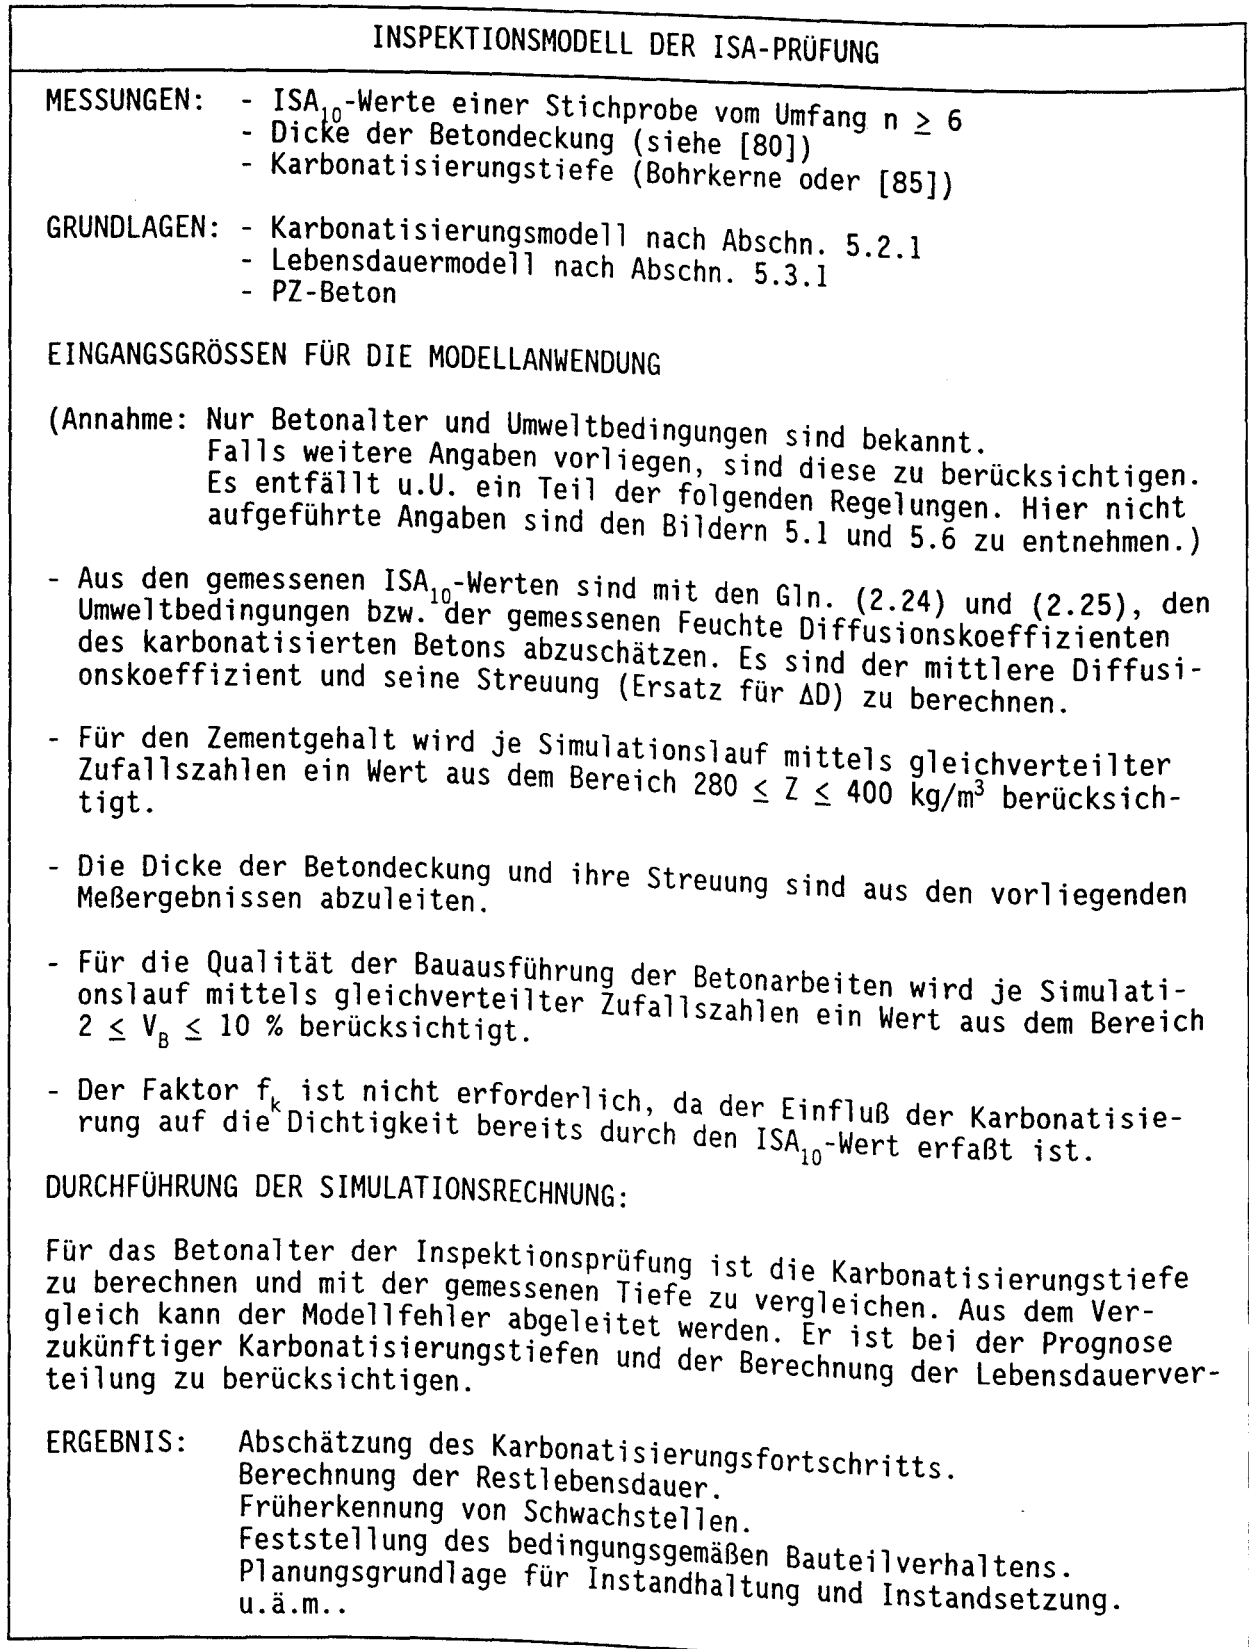 INSPEKTIONSMODELL DER ISA-PRÜFUNG
MESSUNGEN: - ISA₁₀-Werte einer Stichprobe vom Umfang n ≥ 6
- Dicke der Betondeckung (siehe [80])
- Karbonatisierungstiefe (Bohrkerne oder [85])
GRUNDLAGEN: - Karbonatisierungsmodell nach Abschn. 5.2.1
- Lebensdauermodell nach Abschn. 5.3.1
- PZ-Beton
EINGANGSGRÖSSEN FÜR DIE MODELLANWENDUNG
(Annahme: Nur Betonalter und Umweltbedingungen sind bekannt.
Falls weitere Angaben vorliegen, sind diese zu berücksichtigen.
Es entfällt u.U. ein Teil der folgenden Regelungen. Hier nicht
aufgeführte Angaben sind den Bildern 5.1 und 5.6 zu entnehmen.)
- Aus den gemessenen ISA₁₀-Werten sind mit den Gln. (2.24) und (2.25), den
Umweltbedingungen bzw. der gemessenen Feuchte Diffusionskoeffizienten
des karbonatisierten Betons abzuschätzen. Es sind der mittlere Diffusi-
onskoeffizient und seine Streuung (Ersatz für ΔD) zu berechnen.
- Für den Zementgehalt wird je Simulationslauf mittels gleichverteilter
Zufallszahlen ein Wert aus dem Bereich 280 ≤ Z ≤ 400 kg/m³ berücksich-
tigt.
- Die Dicke der Betondeckung und ihre Streuung sind aus den vorliegenden
Meßergebnissen abzuleiten.
- Für die Qualität der Bauausführung der Betonarbeiten wird je Simulati-
onslauf mittels gleichverteilter Zufallszahlen ein Wert aus dem Bereich
2 ≤ V_B ≤ 10 % berücksichtigt.
- Der Faktor f_k ist nicht erforderlich, da der Einfluß der Karbonatisie-
rung auf die Dichtigkeit bereits durch den ISA₁₀-Wert erfaßt ist.
DURCHFÜHRUNG DER SIMULATIONSRECHNUNG:
Für das Betonalter der Inspektionsprüfung ist die Karbonatisierungstiefe
zu berechnen und mit der gemessenen Tiefe zu vergleichen. Aus dem Ver-
gleich kann der Modellfehler abgeleitet werden. Er ist bei der Prognose
zukünftiger Karbonatisierungstiefen und der Berechnung der Lebensdauerver-
teilung zu berücksichtigen.
ERGEBNIS: Abschätzung des Karbonatisierungsfortschritts.
Berechnung der Restlebensdauer.
Früherkennung von Schwachstellen.
Feststellung des bedingungsgemäßen Bauteilverhaltens.
Planungsgrundlage für Instandhaltung und Instandsetzung.
u.ä.m..